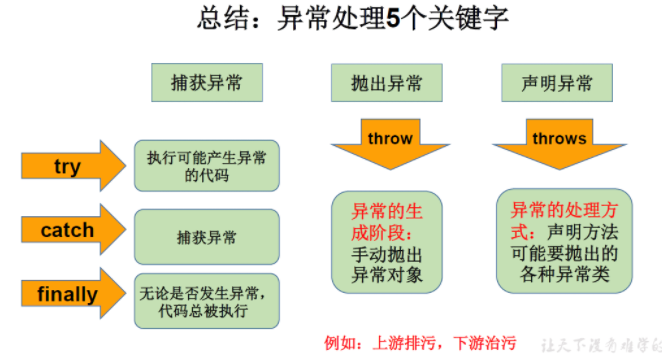 总结：异常处理5个关键字
捕获异常
抛出异常
声明异常
try
执行可能产生异常
的代码
catch
捕获异常
finally
无论是否发生异常，
代码总被执行
throw
异常的生
成阶段：
手动抛出
异常对象
throws
异常的处理方
式：声明方法
可能要抛出的
各种异常类
例如：上游排污，下游治污
让天下没有难学的